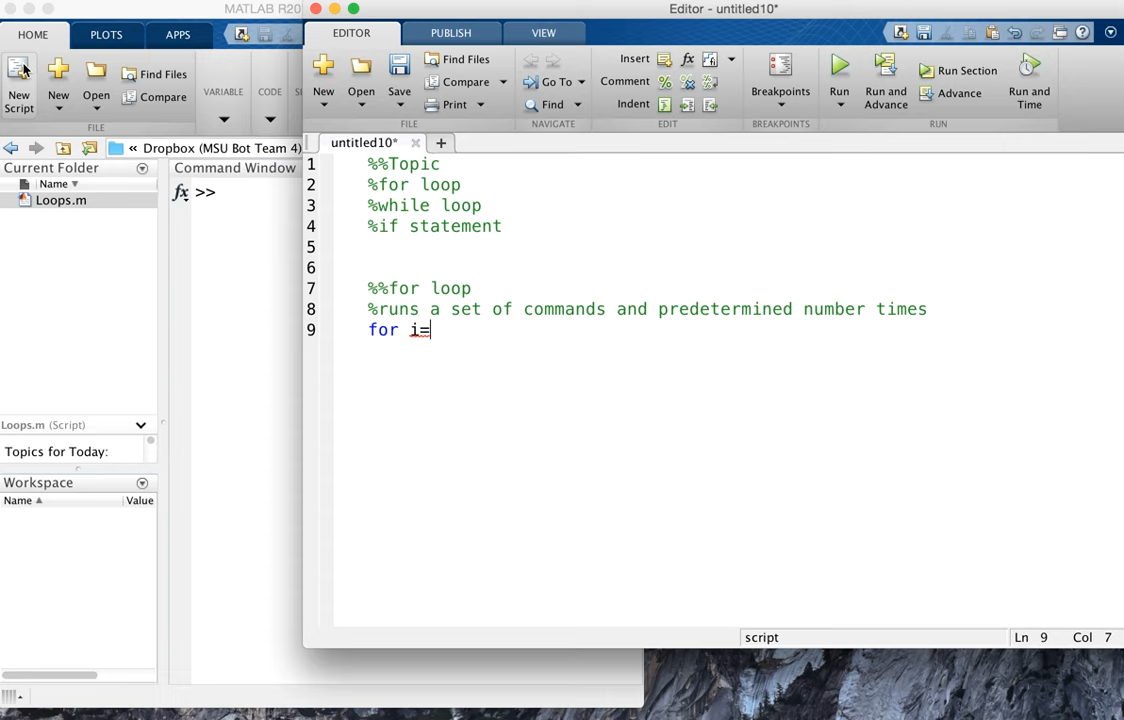 MATLAB R20
Editor - untitled10*
HOME
PLOTS
APPS
EDITOR
PUBLISH
VIEW
New Script
New
Open
Find Files
Compare
VARIABLE
CODE
FILE
New
Open
Save
Find Files
Compare
Print
FILE
Go To
Find
NAVIGATE
Insert
Comment
Indent
fx
EDIT
Breakpoints
BREAKPOINTS
Run
Run and Advance
Run Section
Advance
Run and Time
RUN
« Dropbox (MSU Bot Team 4)
untitled10*
Current Folder
Name
Loops.m
Loops.m (Script)
Topics for Today:
Workspace
Name
Value
Command Window
fx >>
1 %%Topic
2 %for loop
3 %while loop
4 %if statement
5
6
7 %%for loop
8 %runs a set of commands and predetermined number times
9 for i=
script
Ln 9 Col 7